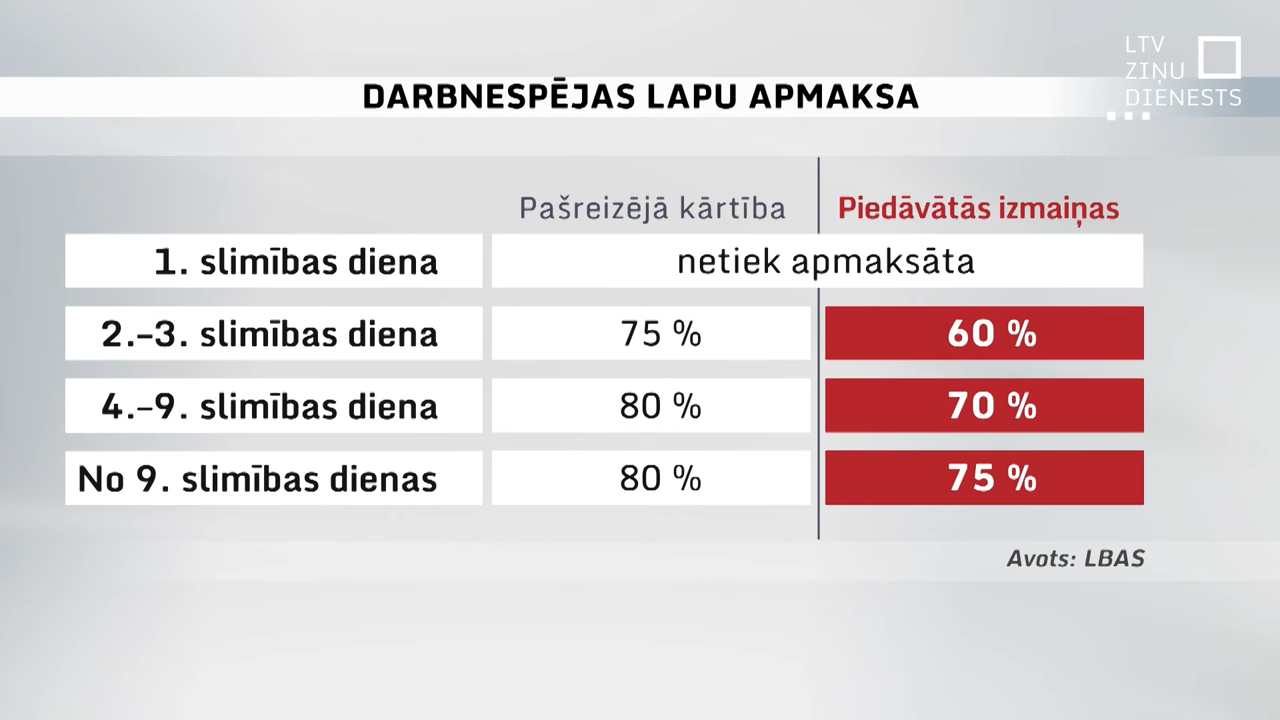 LTV
ZIŅU
DIENESTS
DARBNESPĒJAS LAPU APMAKSA
Pašreizējā kārtība Piedāvātās izmaiņas
1. slimības diena netiek apmaksāta
2.–3. slimības diena 75 % 60 %
4.–9. slimības diena 80 % 70 %
No 9. slimības dienas 80 % 75 %
Avots: LBAS